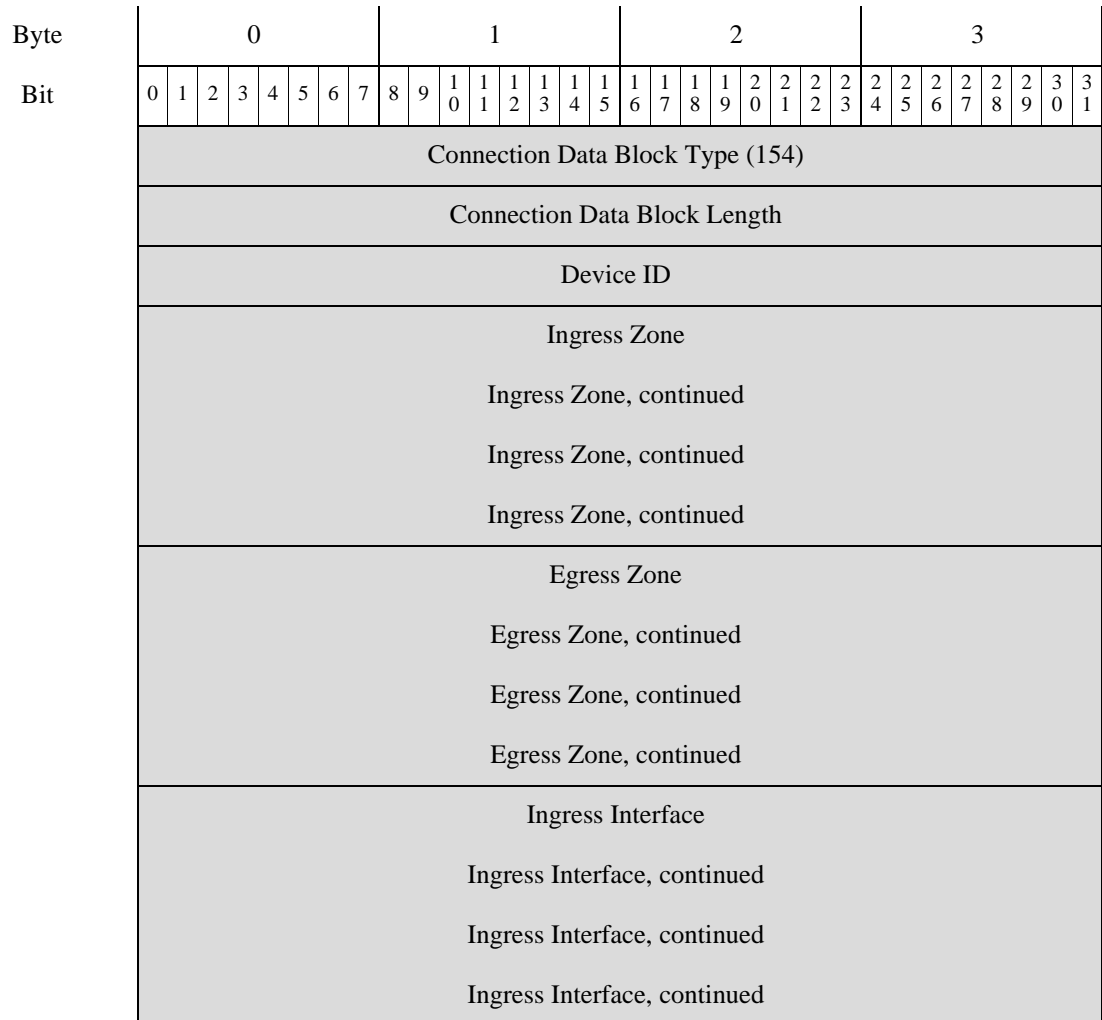 Byte 0 1 2 3
Bit 0 1 2 3 4 5 6 7 8 9 10 11 12 13 14 15 16 17 18 19 20 21 22 23 24 25 26 27 28 29 30 31
Connection Data Block Type (154)
Connection Data Block Length
Device ID
Ingress Zone
Ingress Zone, continued
Ingress Zone, continued
Ingress Zone, continued
Egress Zone
Egress Zone, continued
Egress Zone, continued
Egress Zone, continued
Ingress Interface
Ingress Interface, continued
Ingress Interface, continued
Ingress Interface, continued